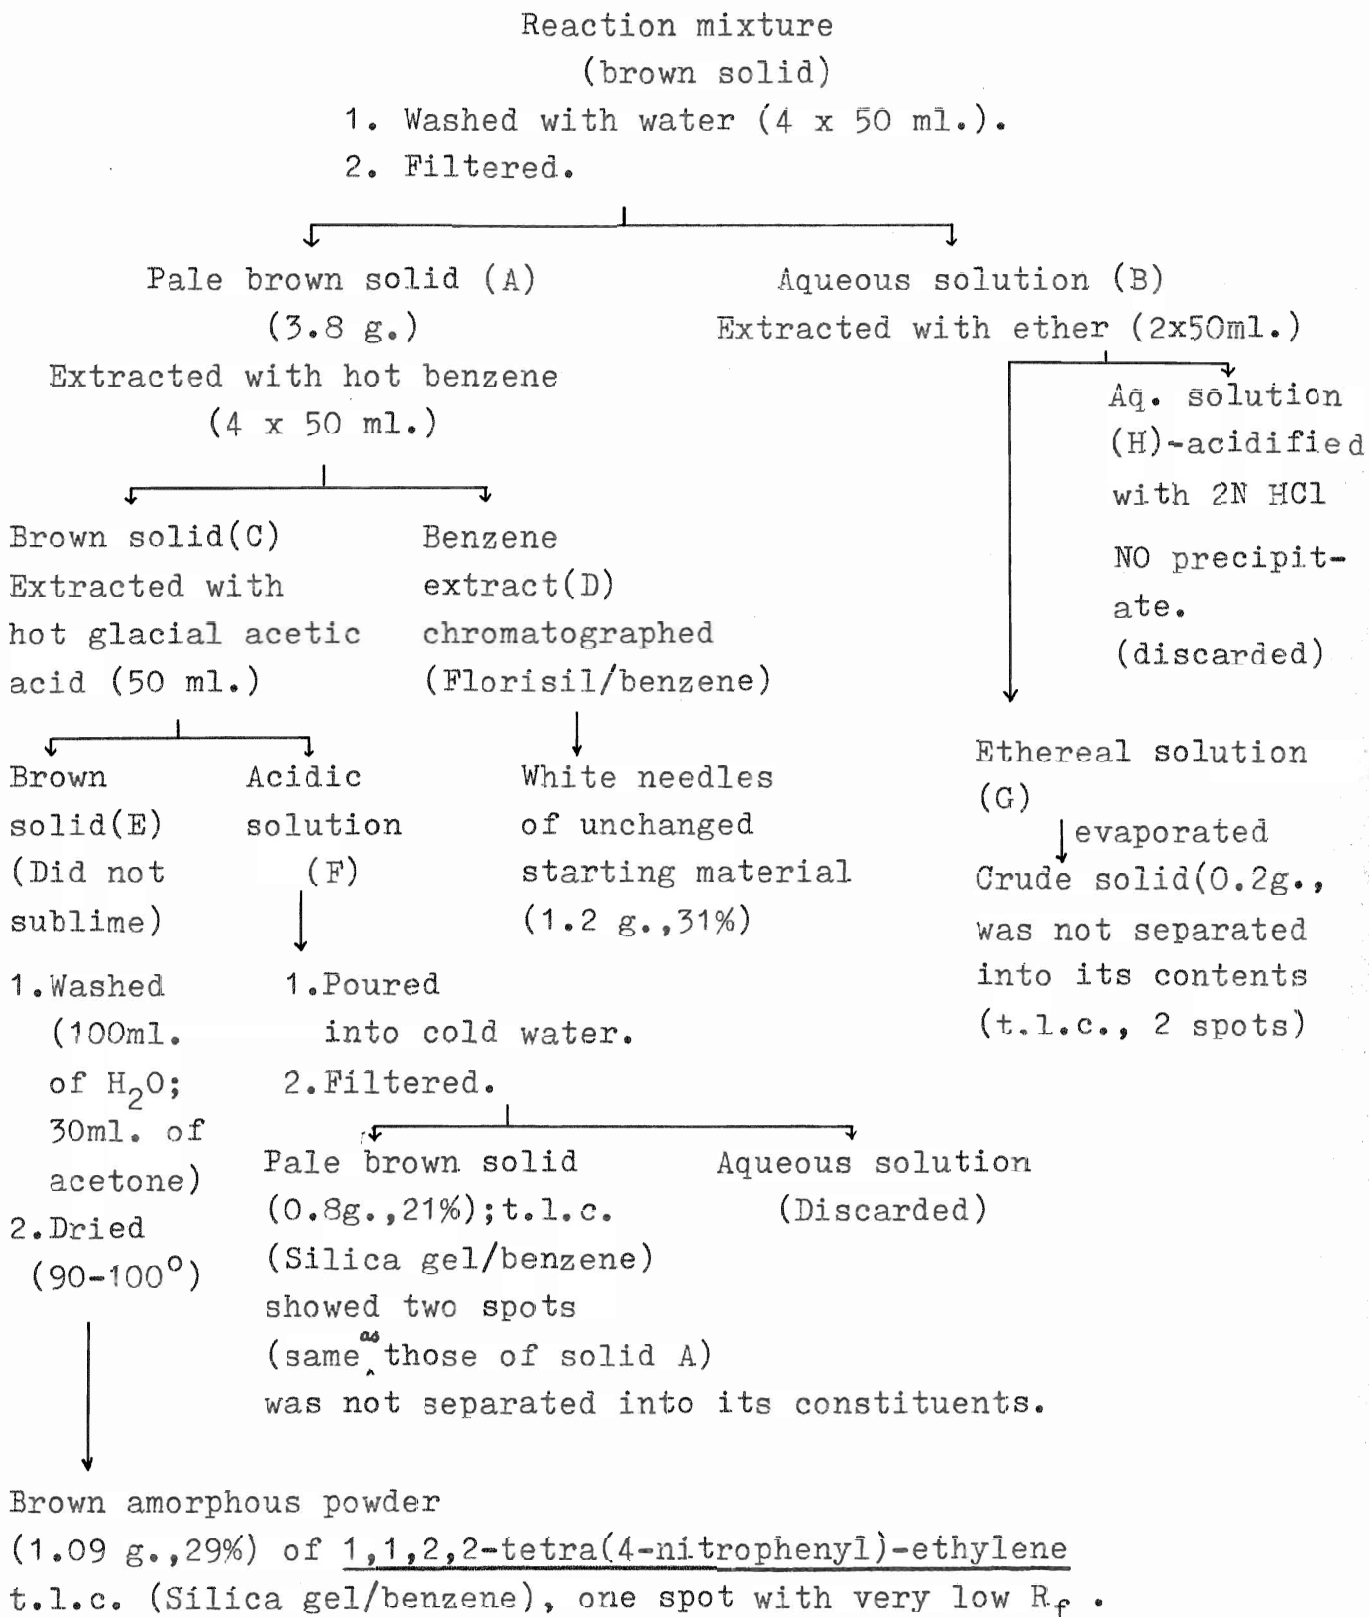 Reaction mixture
(brown solid)
1. Washed with water (4 x 50 ml.).
2. Filtered.
Pale brown solid (A)
(3.8 g.)
Extracted with hot benzene
(4 x 50 ml.)
Aqueous solution (B)
Extracted with ether (2x50ml.)
Aq. solution
(H)-acidified
with 2N HCl
NO precipit-
ate.
(discarded)
Brown solid(C)
Extracted with
hot glacial acetic
acid (50 ml.)
Benzene
extract(D)
chromatographed
(Florisil/benzene)
Brown
solid(E)
(Did not
sublime)
Acidic
solution
(F)
White needles
of unchanged
starting material
(1.2 g.,31%)
Ethereal solution
(G)
evaporated
Crude solid(0.2g.,
was not separated
into its contents
(t.l.c., 2 spots)
1.Washed
(100ml.
of H₂O;
30ml. of
acetone)
2.Dried
(90-100°)
1.Poured
into cold water.
2.Filtered.
Pale brown solid
(0.8g.,21%);t.l.c.
(Silica gel/benzene)
showed two spots
(same as those of solid A)
was not separated into its constituents.
Aqueous solution
(Discarded)
Brown amorphous powder
(1.09 g.,29%) of 1,1,2,2-tetra(4-nitrophenyl)-ethylene
t.l.c. (Silica gel/benzene), one spot with very low R_f .